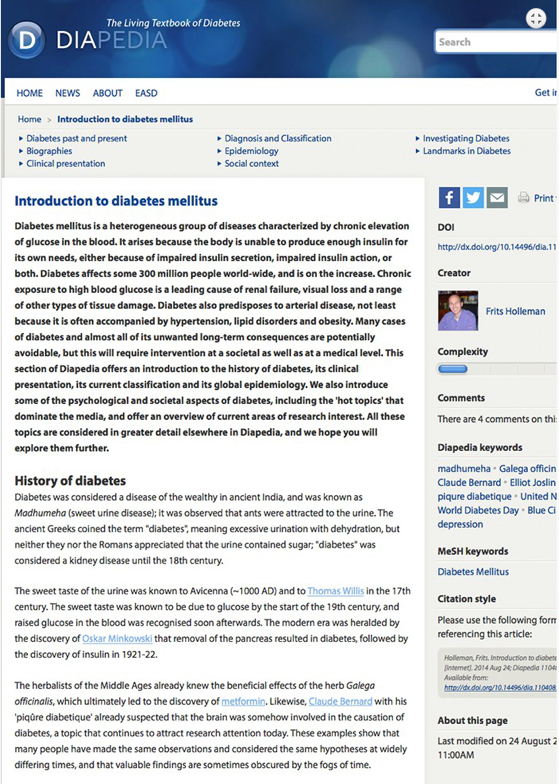 The Living Textbook of Diabetes
D DIAPEDIA
Search
HOME NEWS ABOUT EASD
Get i
Home > Introduction to diabetes mellitus
Diabetes past and present
Biographies
Clinical presentation
Diagnosis and Classification
Epidemiology
Social context
Investigating Diabetes
Landmarks in Diabetes
Introduction to diabetes mellitus
Diabetes mellitus is a heterogeneous group of diseases characterized by chronic elevation
of glucose in the blood. It arises because the body is unable to produce enough insulin for
its own needs, either because of impaired insulin secretion, impaired insulin action, or
both. Diabetes affects some 300 million people world-wide, and is on the increase. Chronic
exposure to high blood glucose is a leading cause of renal failure, visual loss and a range
of other types of tissue damage. Diabetes also predisposes to arterial disease, not least
because it is often accompanied by hypertension, lipid disorders and obesity. Many cases
of diabetes and almost all of its unwanted long-term consequences are potentially
avoidable, but this will require intervention at a societal as well as at a medical level. This
section of Diapedia offers an introduction to the history of diabetes, its clinical
presentation, its current classification and its global epidemiology. We also introduce
some of the psychological and societal aspects of diabetes, including the 'hot topics' that
dominate the media, and offer an overview of current areas of research interest. All these
topics are considered in greater detail elsewhere in Diapedia, and we hope you will
explore them further.
History of diabetes
Diabetes was considered a disease of the wealthy in ancient India, and was known as
Madhumeha (sweet urine disease); it was observed that ants were attracted to the urine. The
ancient Greeks coined the term "diabetes", meaning excessive urination with dehydration, but
neither they nor the Romans appreciated that the urine contained sugar; "diabetes" was
considered a kidney disease until the 18th century.
The sweet taste of the urine was known to Avicenna (~1000 AD) and to Thomas Willis in the 17th
century. The sweet taste was known to be due to glucose by the start of the 19th century, and
raised glucose in the blood was recognised soon afterwards. The modern era was heralded by
the discovery of Oskar Minkowski that removal of the pancreas resulted in diabetes, followed by
the discovery of insulin in 1921-22.
The herbalists of the Middle Ages already knew the beneficial effects of the herb Galega
officinalis, which ultimately led to the discovery of metformin. Likewise, Claude Bernard with his
'piqûre diabetique' already suspected that the brain was somehow involved in the causation of
diabetes, a topic that continues to attract research attention today. These examples show that
many people have made the same observations and considered the same hypotheses at widely
differing times, and that valuable findings are sometimes obscured by the fogs of time.
Print
DOI
http://dx.doi.org/10.14496/dia.11
Creator
Frits Holleman
Complexity
Comments
There are 4 comments on thi
Diapedia keywords
madhumeha • Galega officin
Claude Bernard • Elliot Joslin
piqure diabetique • United N
World Diabetes Day • Blue Ci
depression
MeSH keywords
Diabetes Mellitus
Citation style
Please use the following form
referencing this article:
Holleman, Frits. Introduction to diabete
[internet]. 2014 Aug 24; Diapedia 11040
Available from:
http://dx.doi.org/10.14496/dia.110408
About this page
Last modified on 24 August 2
11:00AM